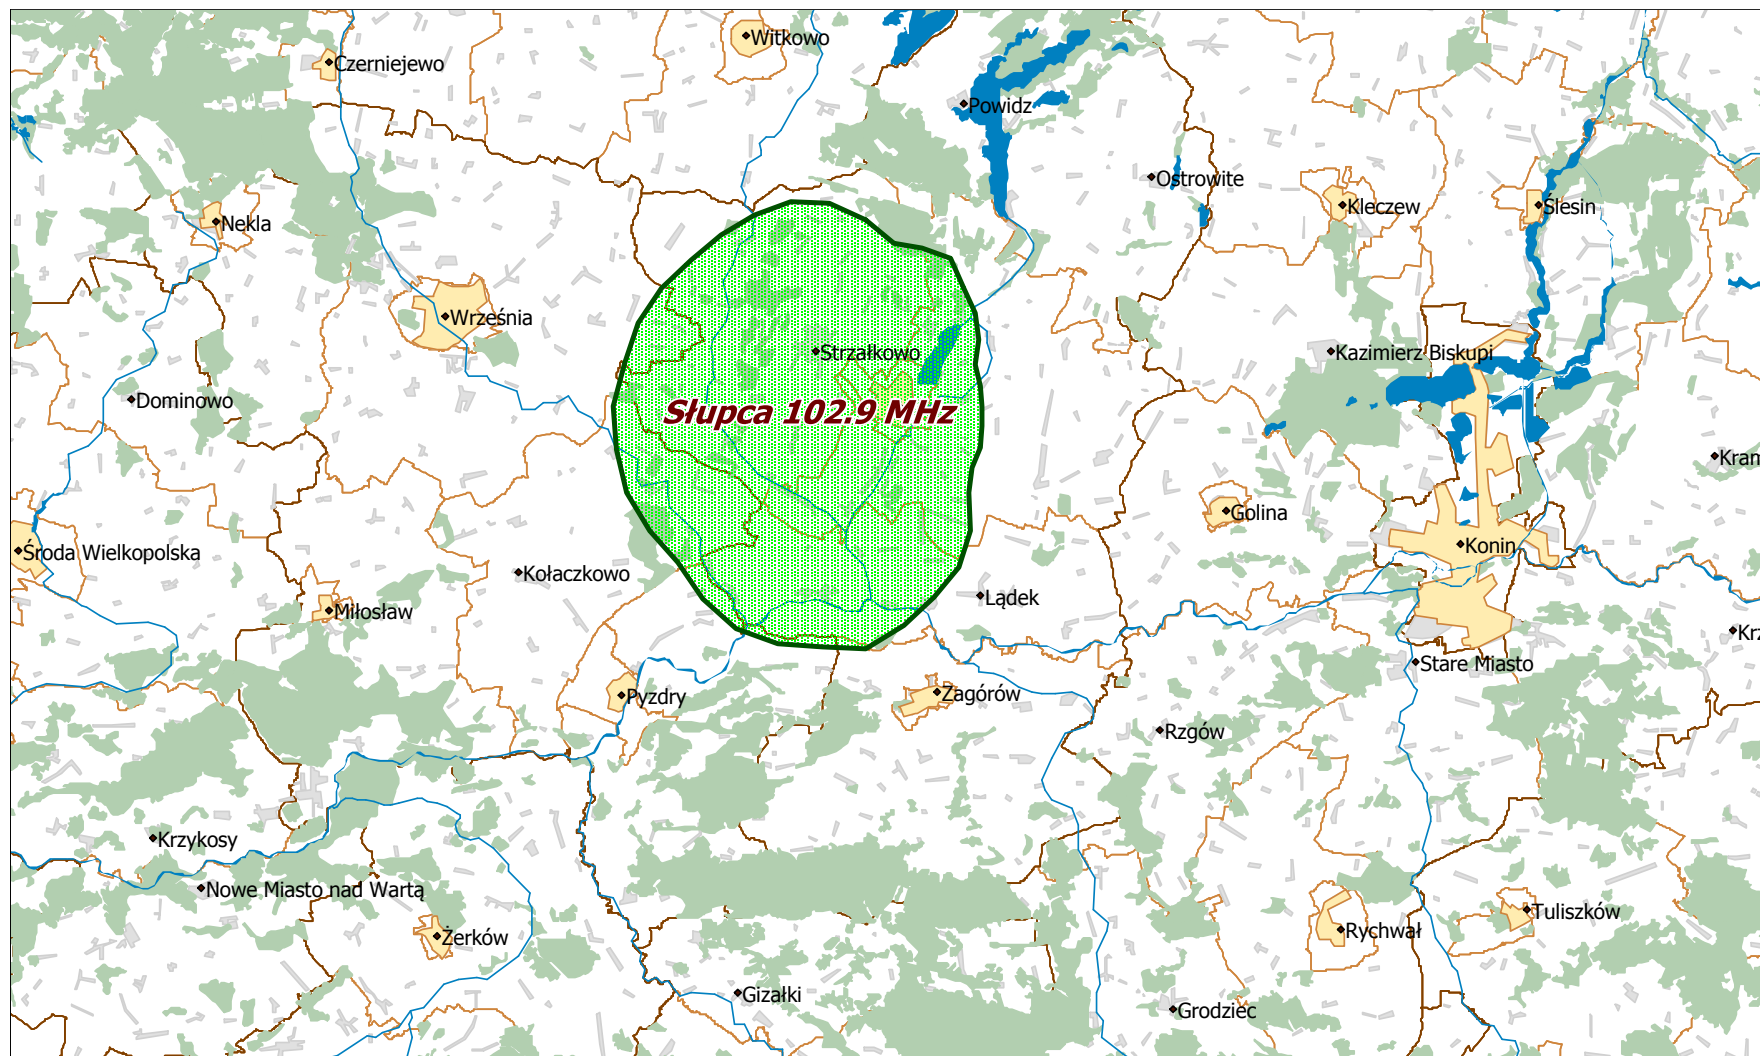 Witkowo
Czerniejewo
Powidz
Ostrowite
Kleczew
Ślesin
Nekla
Września
Strzałkowo
Kazimierz Biskupi
Dominowo
Słupca 102.9 MHz
Kram
Golina
Środa Wielkopolska
Konin
Kołaczkowo
Lądek
Miłosław
Krz
Stare Miasto
Pyzdry
Zagórów
Rzgów
Krzykosy
Nowe Miasto nad Wartą
Tuliszków
Rychwał
Żerków
Gizałki
Grodziec